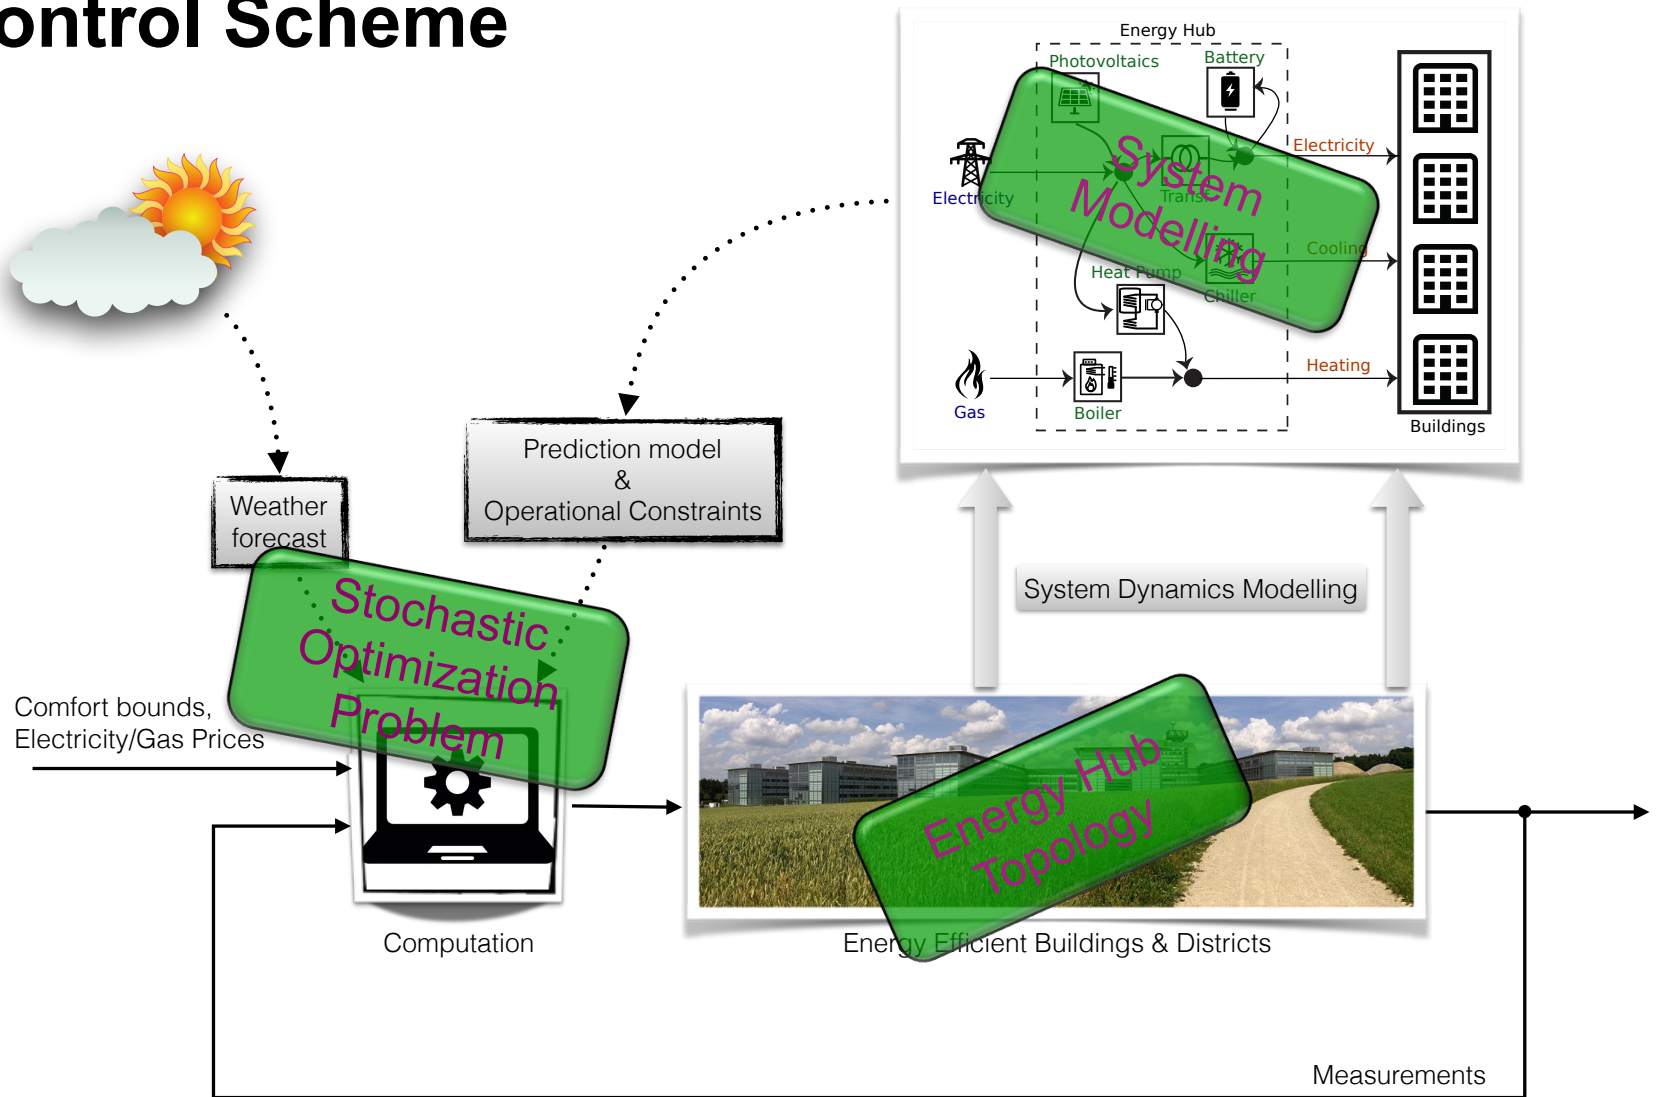 ontrol Scheme
Energy Hub
Photovoltaics
Battery
Electricity
System
Modelling
Electricity
Transf.
Cooling
Heat Pump
Chiller
Heating
Gas
Boiler
Buildings
Prediction model
&
Operational Constraints
Weather
forecast
System Dynamics Modelling
Stochastic
Optimization
Problem
Comfort bounds,
Electricity/Gas Prices
Energy Hub
Topology
Computation
Energy Efficient Buildings & Districts
Measurements